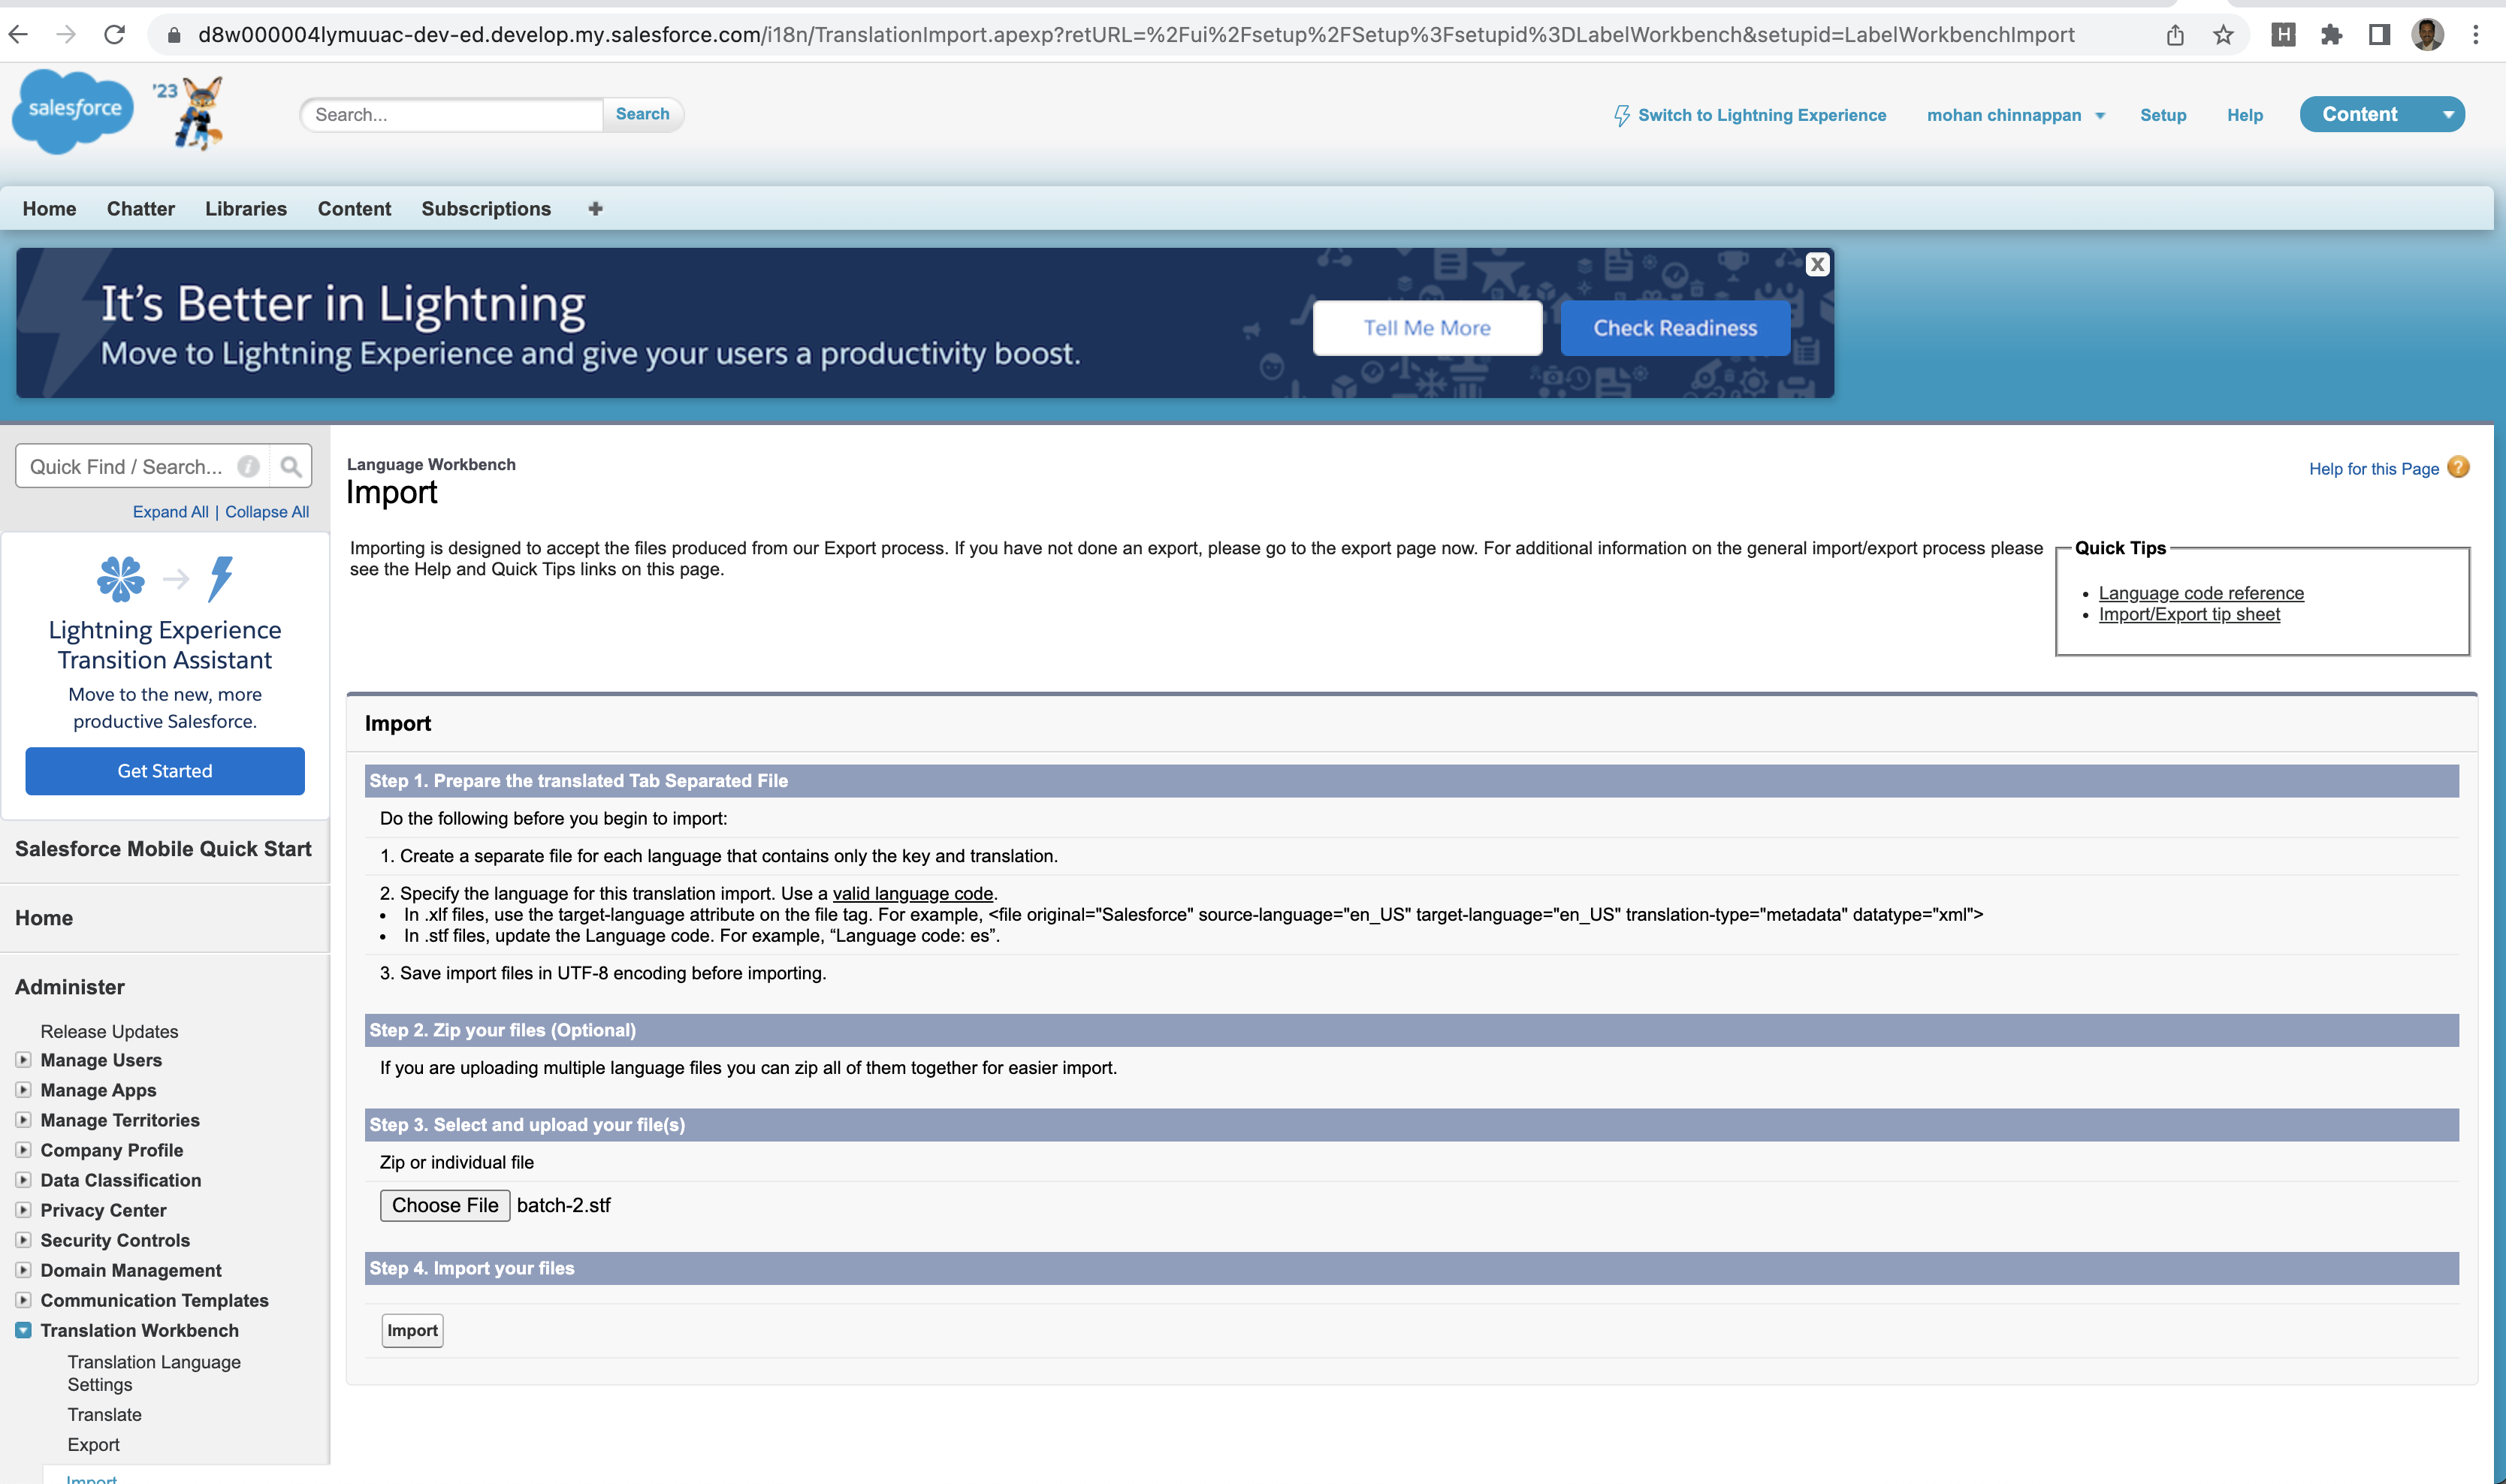 d8w000004lymuuac-dev-ed.develop.my.salesforce.com/i18n/TranslationImport.apexp?retURL=%2Fui%2Fsetup%2FSetup%3Fsetupid%3DLabelWorkbench&setupid=LabelWorkbenchImport
H
salesforce
'23
Search...
Search
Switch to Lightning Experience
mohan chinnappan
Setup
Help
Content
Home
Chatter
Libraries
Content
Subscriptions
+
It's Better in Lightning
Move to Lightning Experience and give your users a productivity boost.
Tell Me More
Check Readiness
X
Quick Find / Search...
i
Expand All | Collapse All
Lightning Experience
Transition Assistant
Move to the new, more
productive Salesforce.
Get Started
Salesforce Mobile Quick Start
Home
Administer
Release Updates
Manage Users
Manage Apps
Manage Territories
Company Profile
Data Classification
Privacy Center
Security Controls
Domain Management
Communication Templates
Translation Workbench
Translation Language
Settings
Translate
Export
Import
Language Workbench
Import
Help for this Page ?
Importing is designed to accept the files produced from our Export process. If you have not done an export, please go to the export page now. For additional information on the general import/export process please
see the Help and Quick Tips links on this page.
Quick Tips
• Language code reference
• Import/Export tip sheet
Import
Step 1. Prepare the translated Tab Separated File
Do the following before you begin to import:
1. Create a separate file for each language that contains only the key and translation.
2. Specify the language for this translation import. Use a valid language code.
• In .xlf files, use the target-language attribute on the file tag. For example, <file original="Salesforce" source-language="en_US" target-language="en_US" translation-type="metadata" datatype="xml">
• In .stf files, update the Language code. For example, “Language code: es”.
3. Save import files in UTF-8 encoding before importing.
Step 2. Zip your files (Optional)
If you are uploading multiple language files you can zip all of them together for easier import.
Step 3. Select and upload your file(s)
Zip or individual file
Choose File batch-2.stf
Step 4. Import your files
Import